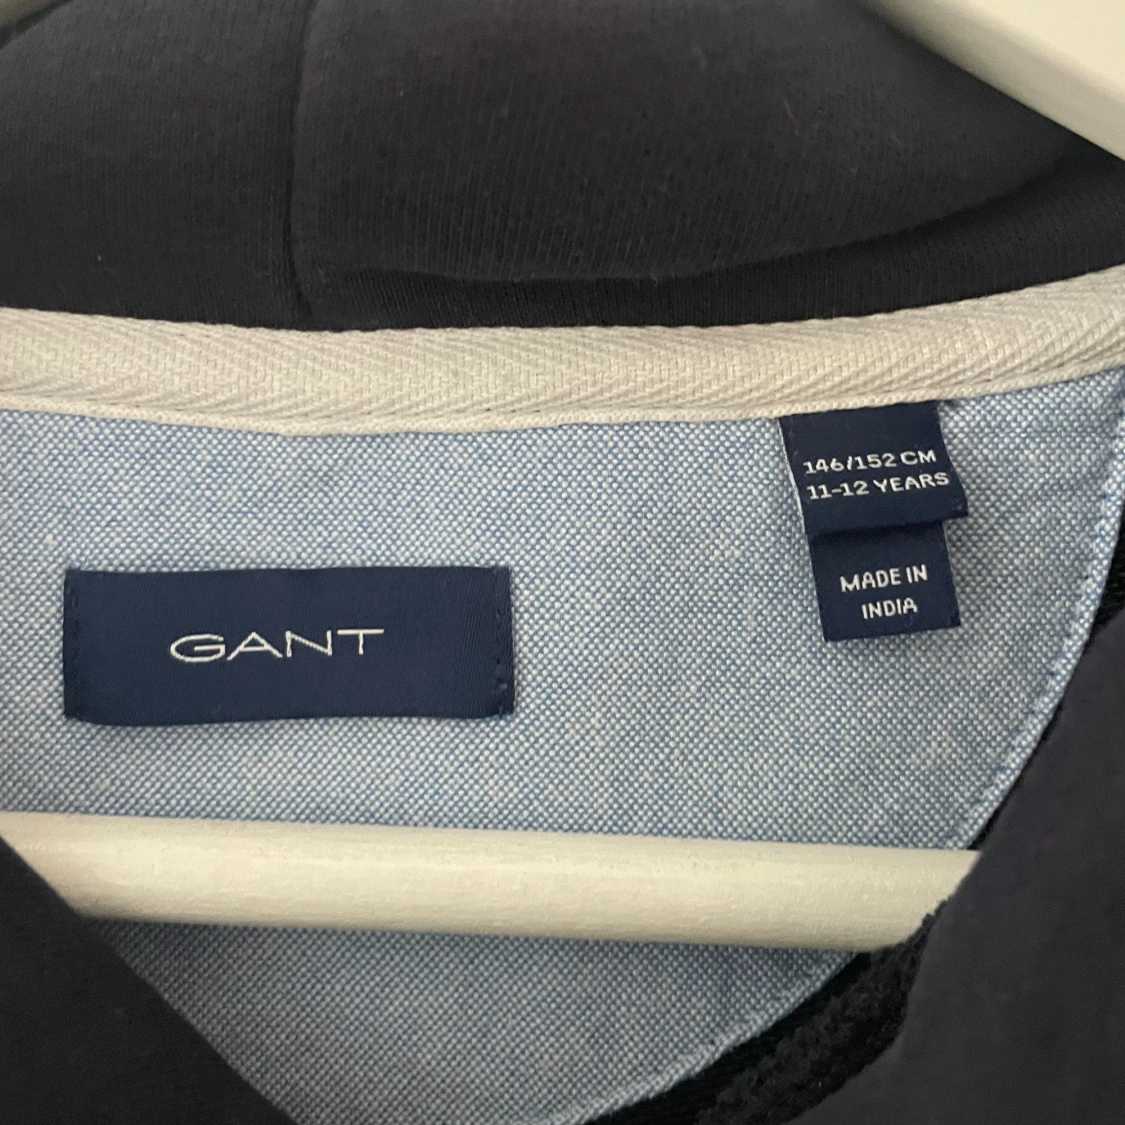 GANT
146/152 CM
11-12 YEARS
MADE IN
INDIA